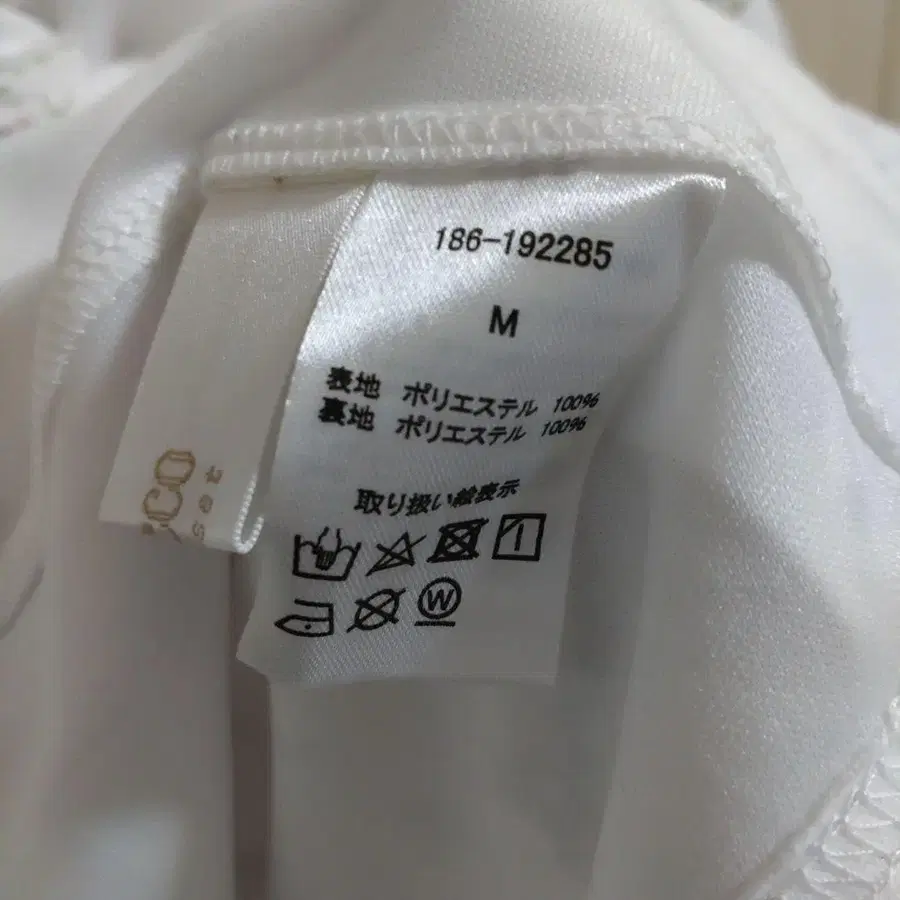 186-192285
M
表地 ポリエステル 100%
裏地 ポリエステル 100%
取り扱い絵表示
W